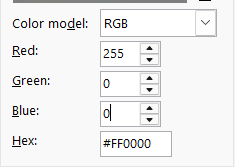 Color model: RGB
Red: 255
Green: 0
Blue: 0
Hex: #FF0000